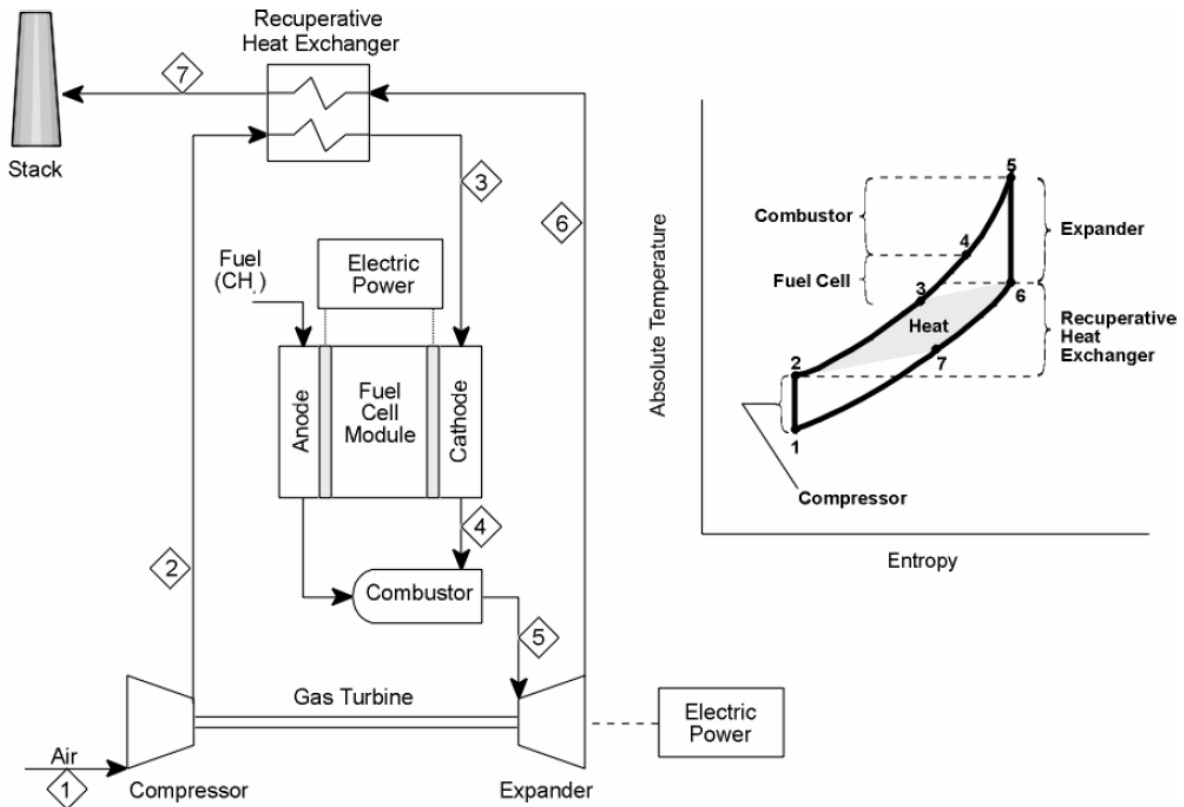 Recuperative
Heat Exchanger
7
Stack
3
6
Fuel
(CH4)
Electric
Power
Anode
Fuel
Cell
Module
Cathode
4
2
Combustor
5
Gas Turbine
Electric
Power
Air
1
Compressor
Expander
Absolute Temperature
5
Combustor
Expander
4
Fuel Cell
3
6
Heat
Recuperative
Heat
Exchanger
2
7
1
Compressor
Entropy